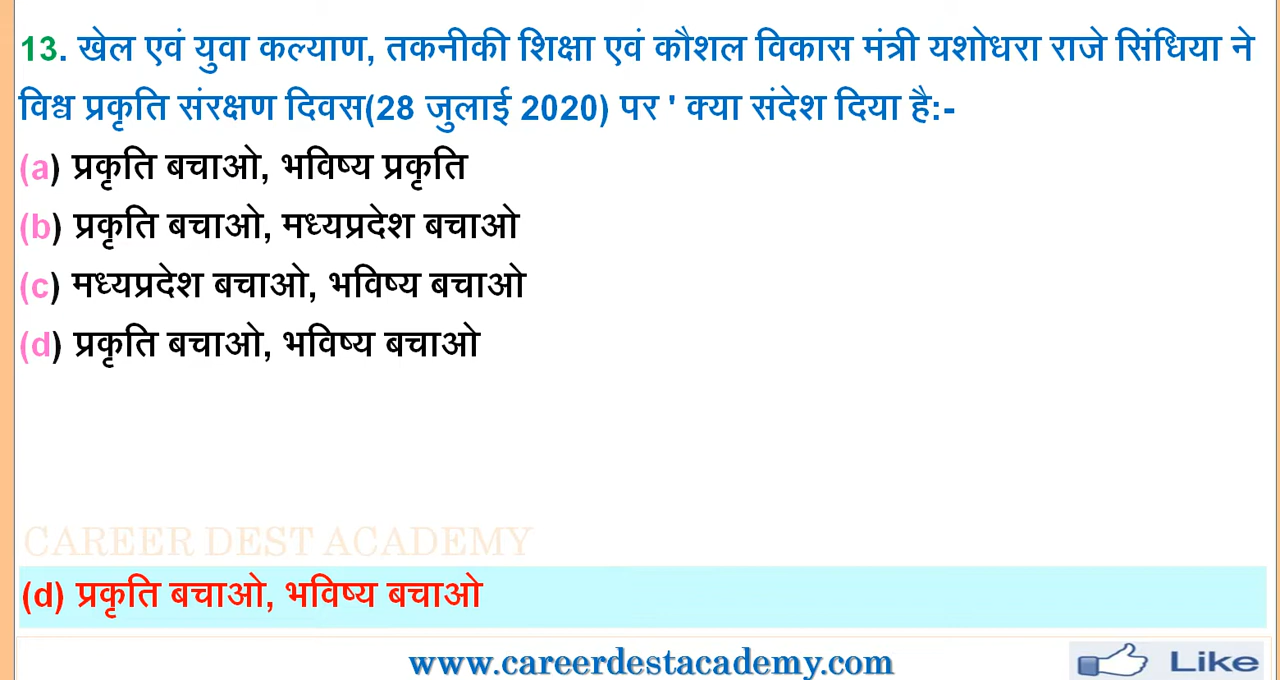 13. खेल एवं युवा कल्याण, तकनीकी शिक्षा एवं कौशल विकास मंत्री यशोधरा राजे सिंधिया ने
विश्व प्रकृति संरक्षण दिवस(28 जुलाई 2020) पर ' क्या संदेश दिया है:-
(a) प्रकृति बचाओ, भविष्य प्रकृति
(b) प्रकृति बचाओ, मध्यप्रदेश बचाओ
(c) मध्यप्रदेश बचाओ, भविष्य बचाओ
(d) प्रकृति बचाओ, भविष्य बचाओ
CAREER DEST ACADEMY
(d) प्रकृति बचाओ, भविष्य बचाओ
www.careerdestacademy.com
Like